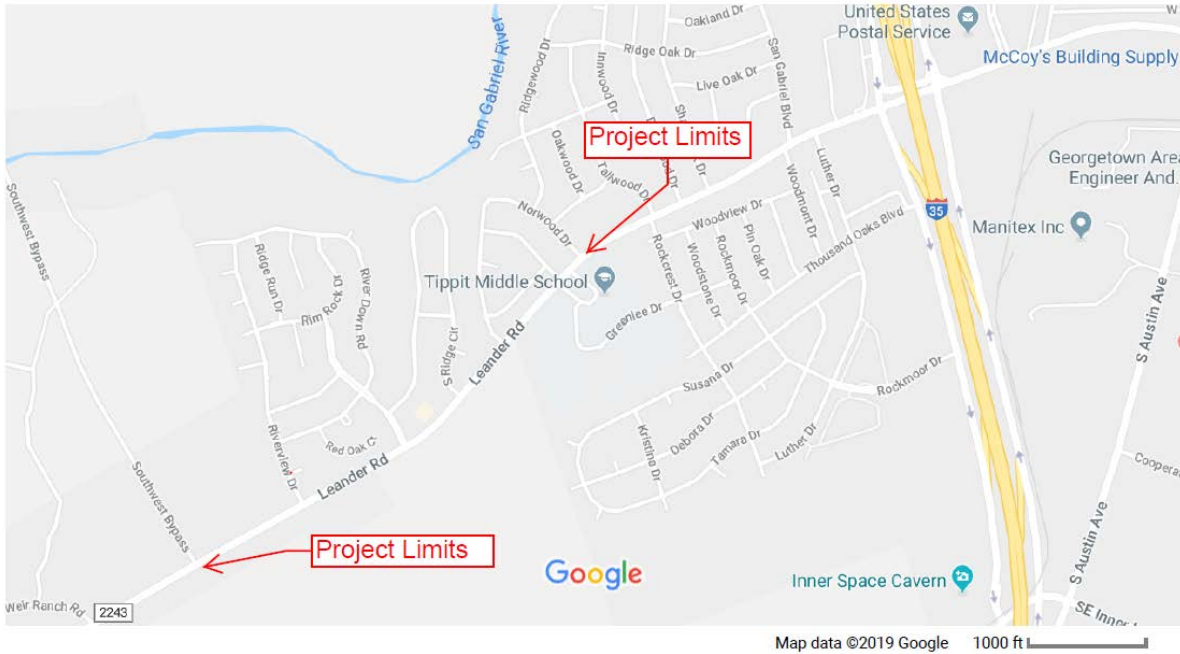 Oakland Dr
United States
Postal Service
W
San Gabriel River
Ridgewood Dr
Innwood Dr
Ridge Oak Dr
San Gabriel Blvd
McCoy's Building Supply
Live Oak Dr
Project Limits
Oakwood Dr
Tallwood Dr
Luther Dr
Georgetown Area
Engineer And.
Southwest Bypass
Norwood Dr
Woodview Dr
Woodmont Dr
35
Manitex Inc
Ridge Run Dr
River Down Rd
Rim Rock Dr
Tippit Middle School
Rockcrest Dr
Woodstone Dr
Rockmoor Dr
Pin Oak Dr
Thousand Oaks Blvd
Greenlee Dr
S Ridge Cir
Leander Rd
S Austin Ave
Susana Dr
Rockmoor Dr
Riverview Dr
Red Oak Ct
Kristina Dr
Debora Dr
Tamara Dr
Luther Dr
Leander Rd
Southwest Bypass
Cooperat
Project Limits
Google
Inner Space Cavern
S Austin Ave
Weir Ranch Rd
2243
SE Inner
Map data ©2019 Google
1000 ft